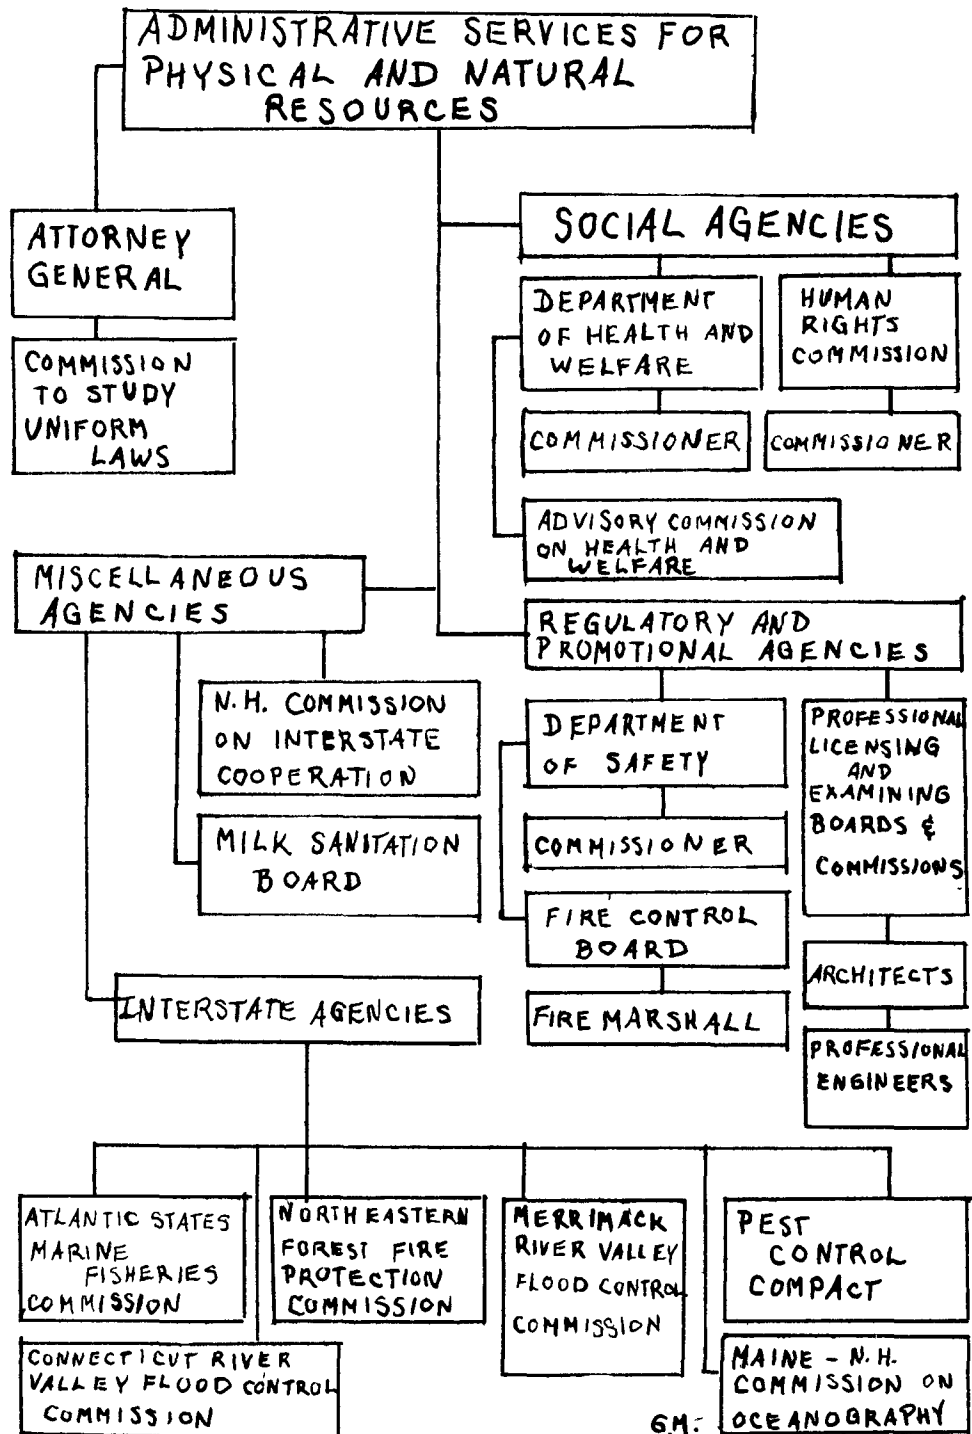 ADMINISTRATIVE SERVICES FOR
PHYSICAL AND NATURAL
RESOURCES
ATTORNEY
GENERAL
COMMISSION
TO STUDY
UNIFORM
LAWS
SOCIAL AGENCIES
DEPARTMENT
OF HEALTH AND
WELFARE
HUMAN
RIGHTS
COMMISSION
COMMISSIONER
COMMISSIONER
ADVISORY COMMISSION
ON HEALTH AND
WELFARE
MISCELLANEOUS
AGENCIES
REGULATORY AND
PROMOTIONAL AGENCIES
N.H. COMMISSION
ON INTERSTATE
COOPERATION
MILK SANITATION
BOARD
DEPARTMENT
OF SAFETY
COMMISSIONER
FIRE CONTROL
BOARD
FIRE MARSHALL
PROFESSIONAL
LICENSING
AND
EXAMINING
BOARDS &
COMMISSIONS
ARCHITECTS
PROFESSIONAL
ENGINEERS
INTERSTATE AGENCIES
ATLANTIC STATES
MARINE
FISHERIES
COMMISSION
NORTHEASTERN
FOREST FIRE
PROTECTION
COMMISSION
MERRIMACK
RIVER VALLEY
FLOOD CONTROL
COMMISSION
PEST
CONTROL
COMPACT
CONNECTICUT RIVER
VALLEY FLOOD CONTROL
COMMISSION
MAINE - N.H.
COMMISSION ON
OCEANOGRAPHY
G.M.